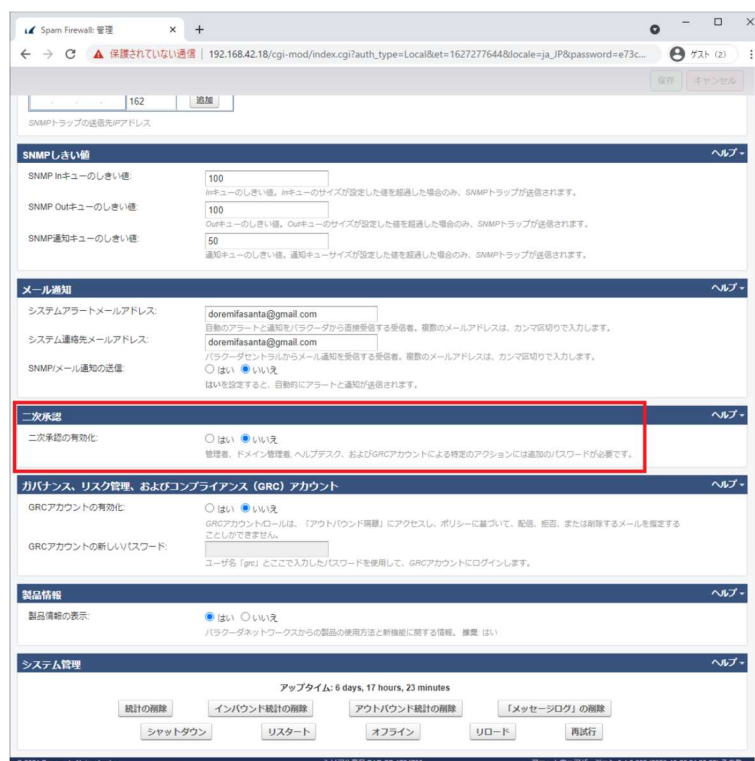 Spam Firewall: 管理
保護されていない通信 | 192.168.42.18/cgi-mod/index.cgi?auth_type=Local&et=1627277644&locale=ja_JP&password=e73c...
ゲスト (2)
保存 キャンセル
162 追加
SNMPトラップの送信先IPアドレス
SNMPしきい値 ヘルプ
SNMP Inキューのしきい値: 100
Inキューのしきい値。Inキューのサイズが設定した値を超過した場合のみ、SNMPトラップが送信されます。
SNMP Outキューのしきい値: 100
Outキューのしきい値。Outキューのサイズが設定した値を超過した場合のみ、SNMPトラップが送信されます。
SNMP通知キューのしきい値: 50
通知キューのしきい値。通知キューサイズが設定した値を超過した場合のみ、SNMPトラップが送信されます。
メール通知 ヘルプ
システムアラートメールアドレス: doremifasanta@gmail.com
自動のアラートと通知をバラクーダから直接受信する受信者。複数のメールアドレスは、カンマ区切りで入力します。
システム連絡先メールアドレス: doremifasanta@gmail.com
バラクーダセントラルからメール通知を受信する受信者。複数のメールアドレスは、カンマ区切りで入力します。
SNMP/メール通知の送信: はい いいえ
はいを設定すると、自動的にアラートと通知が送信されます。
二次承認 ヘルプ
二次承認の有効化: はい いいえ
管理者、ドメイン管理者、ヘルプデスク、およびGRCアカウントによる特定のアクションには追加のパスワードが必要です。
ガバナンス、リスク管理、およびコンプライアンス（GRC）アカウント ヘルプ
GRCアカウントの有効化: はい いいえ
GRCアカウントロールは、「アウトバウンド隔離」にアクセスし、ポリシーに基づいて、配信、拒否、または削除するメールを指定する
ことしかできません。
GRCアカウントの新しいパスワード:
ユーザ名「grc」とここで入力したパスワードを使用して、GRCアカウントにログインします。
製品情報 ヘルプ
製品情報の表示: はい いいえ
バラクーダネットワークスからの製品の使用方法と新機能に関する情報。 推奨: はい
システム管理 ヘルプ
アップタイム: 6 days, 17 hours, 23 minutes
統計の削除 インバウンド統計の削除 アウトバウンド統計の削除 「メッセージログ」の削除
シャットダウン リスタート オフライン リロード 再試行